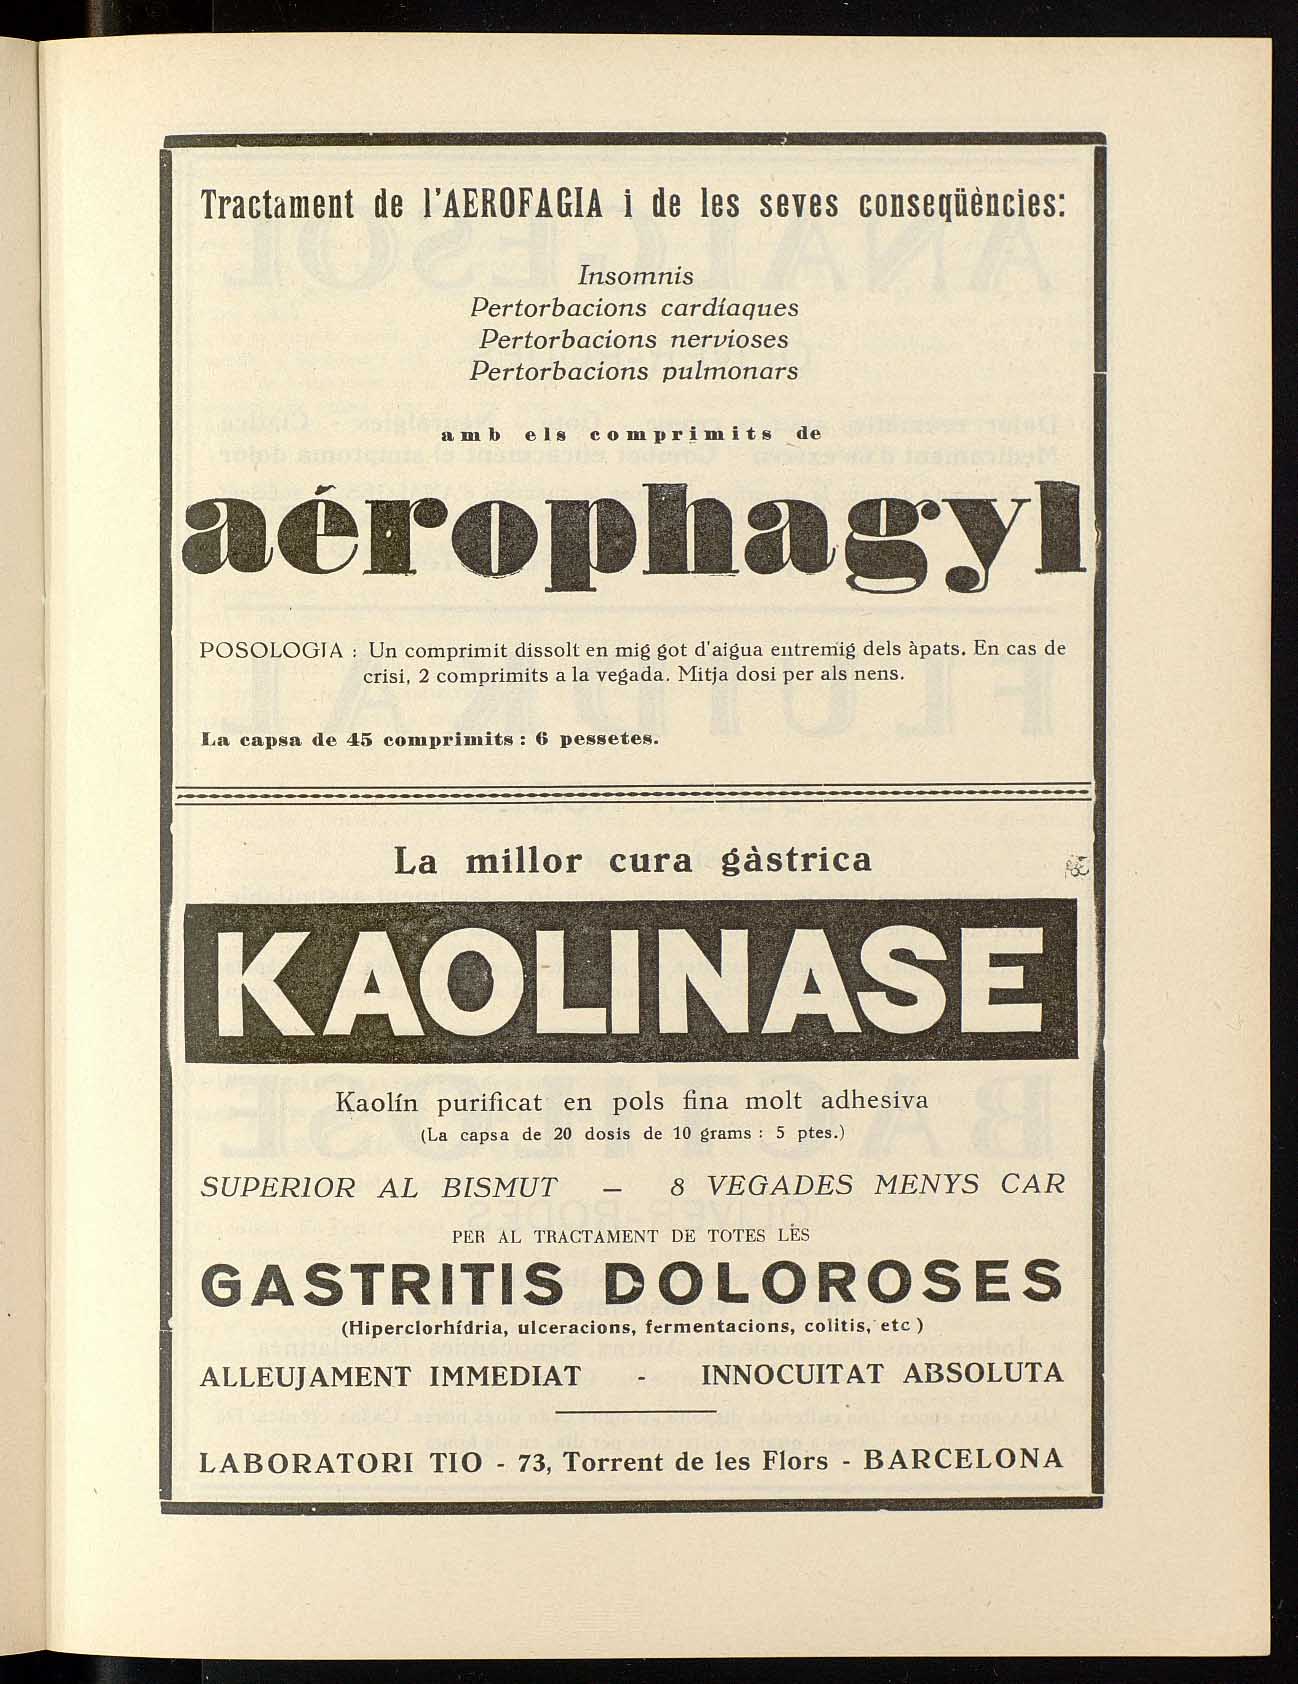 Tractament de l'AEROFAGIA i de les seves conseqüències:
Insomnis
Pertorbacions cardíaques
Pertorbacions nervioses
Pertorbacions pulmonars
amb els comprimits de
aérophagyl
POSOLOGIA : Un comprimit dissolt en mig got d'aigua entremig dels àpats. En cas de
crisi, 2 comprimits a la vegada. Mitja dosi per als nens.
La capsa de 45 comprimits : 6 pessetes.
La millor cura gàstrica
KAOLINASE
Kaolín purificat en pols fina molt adhesiva
(La capsa de 20 dosis de 10 grams : 5 ptes.)
SUPERIOR AL BISMUT – 8 VEGADES MENYS CAR
PER AL TRACTAMENT DE TOTES LES
GASTRITIS DOLOROSES
(Hiperclorhídria, ulceracions, fermentacions, colitis, etc )
ALLEUJAMENT IMMEDIAT - INNOCUITAT ABSOLUTA
LABORATORI TIO - 73, Torrent de les Flors - BARCELONA